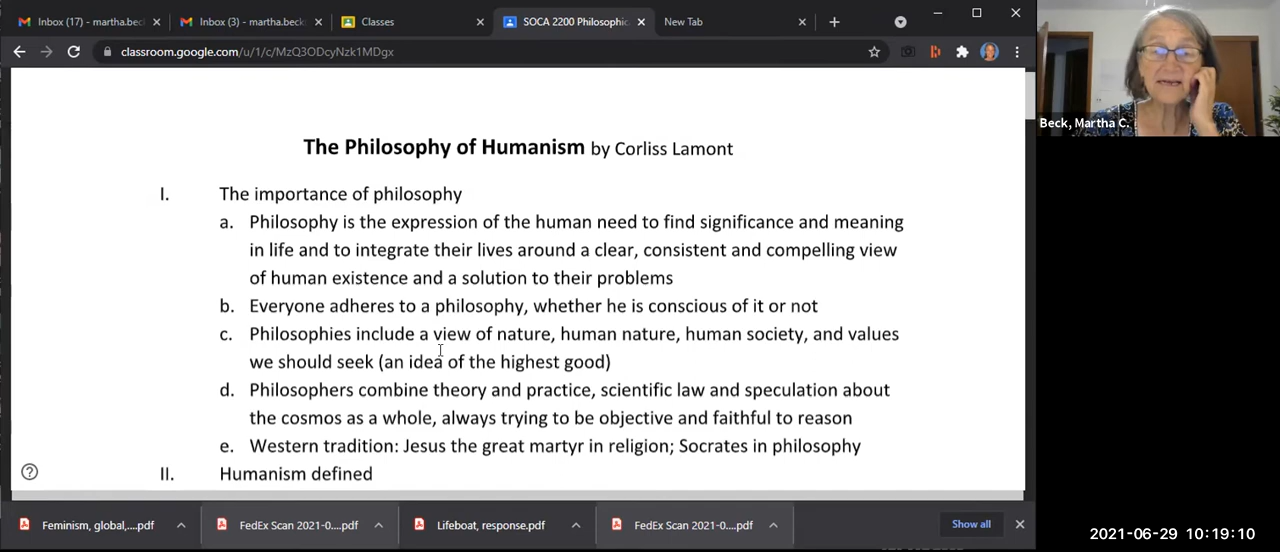 Inbox (17) - martha.bec
Inbox (3) - martha.beck
Classes
SOCA 2200 Philosophic
New Tab
classroom.google.com/u/1/c/MzQ3ODcyNzk1MDgx
Beck, Martha C.
The Philosophy of Humanism by Corliss Lamont
I. The importance of philosophy
a. Philosophy is the expression of the human need to find significance and meaning
in life and to integrate their lives around a clear, consistent and compelling view
of human existence and a solution to their problems
b. Everyone adheres to a philosophy, whether he is conscious of it or not
c. Philosophies include a view of nature, human nature, human society, and values
we should seek (an idea of the highest good)
d. Philosophers combine theory and practice, scientific law and speculation about
the cosmos as a whole, always trying to be objective and faithful to reason
e. Western tradition: Jesus the great martyr in religion; Socrates in philosophy
II. Humanism defined
Feminism, global,....pdf
FedEx Scan 2021-0....pdf
Lifeboat, response.pdf
FedEx Scan 2021-0....pdf
Show all
2021-06-29 10:19:10